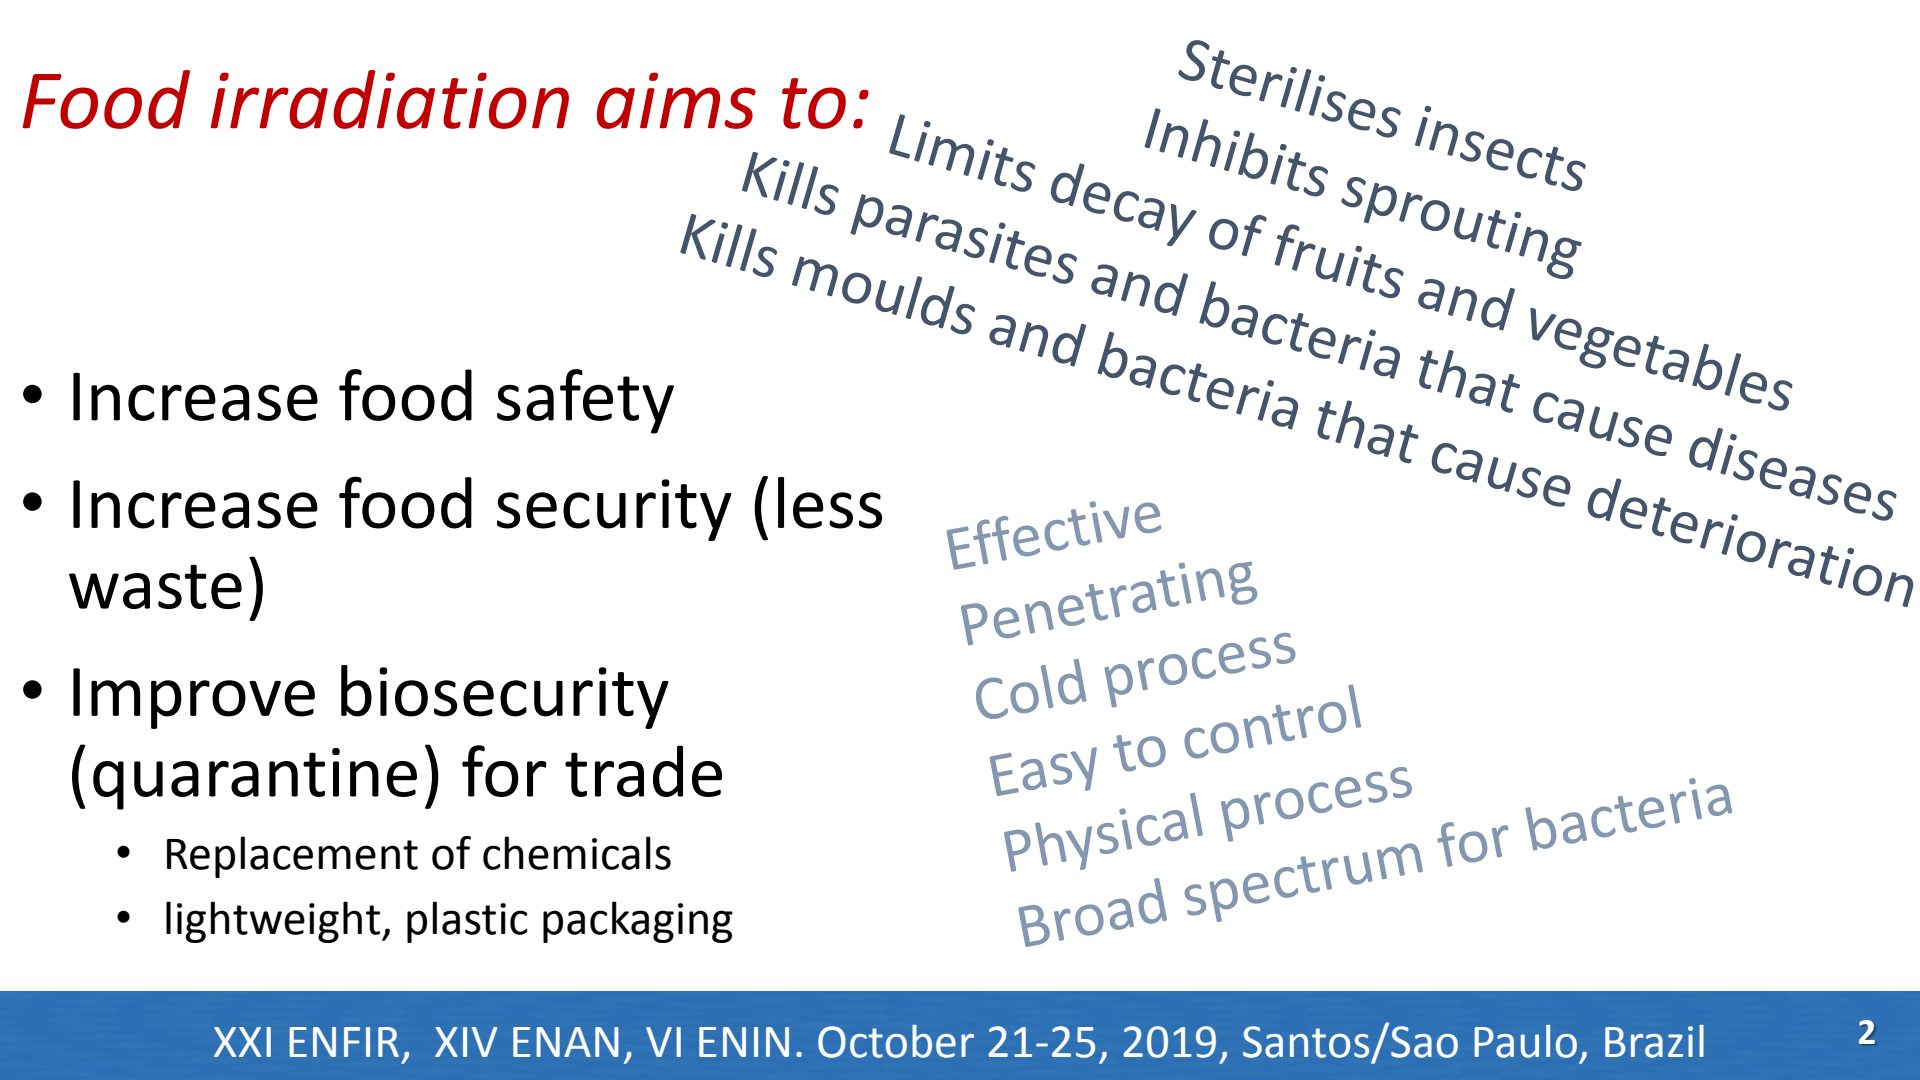 Food irradiation aims to:
Sterilises insects
Inhibits sprouting
Limits decay of fruits and vegetables
Kills parasites and bacteria that cause diseases
Kills moulds and bacteria that cause deterioration
• Increase food safety
• Increase food security (less
waste)
• Improve biosecurity
(quarantine) for trade
• Replacement of chemicals
• lightweight, plastic packaging
Effective
Penetrating
Cold process
Easy to control
Physical process
Broad spectrum for bacteria
XXI ENFIR, XIV ENAN, VI ENIN. October 21-25, 2019, Santos/Sao Paulo, Brazil
2